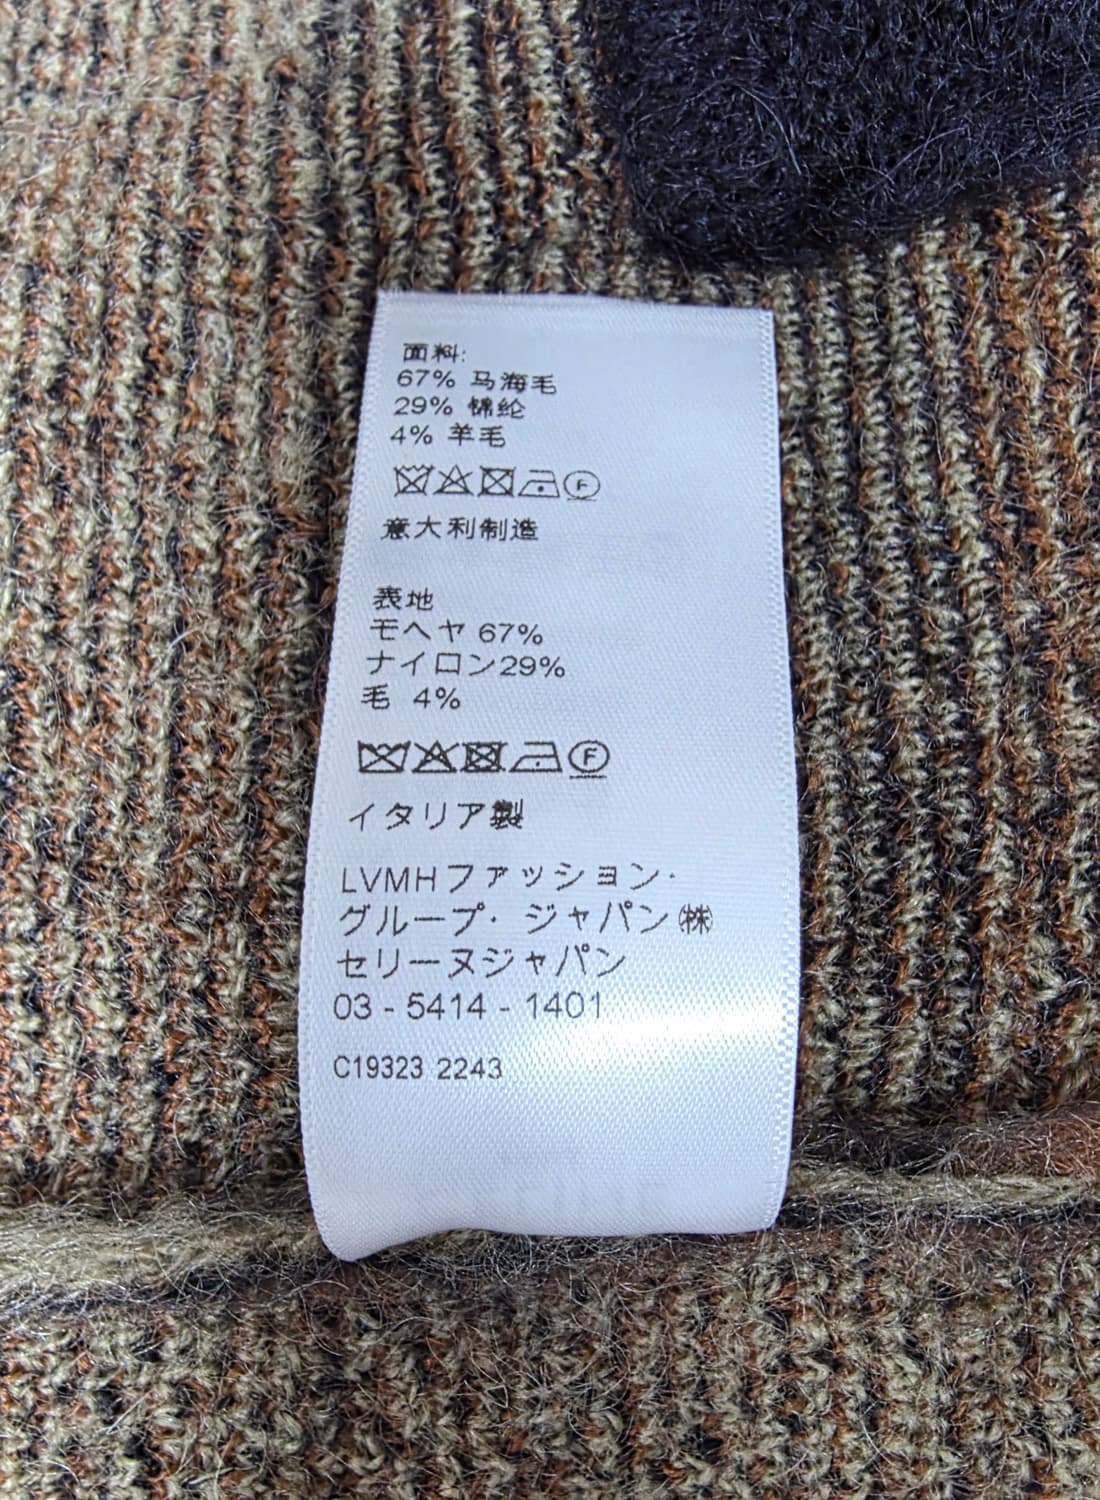 面料:
67% 马海毛
29% 锦纶
4% 羊毛
F
意大利制造
表地
モヘヤ 67%
ナイロン29%
毛 4%
F
イタリア製
LVMHファッション・
グループ・ジャパン㈱
セリーヌジャパン
03 - 5414 - 1401
C19323 2243